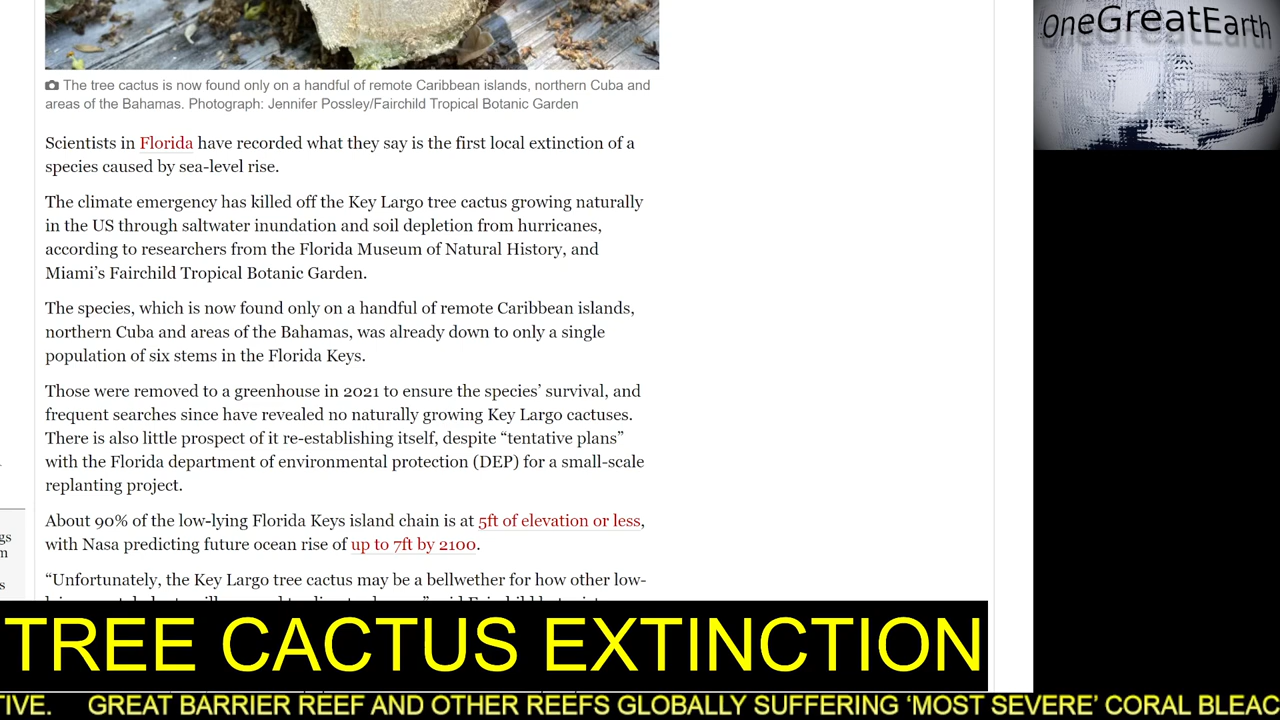 OneGreatEarth
The tree cactus is now found only on a handful of remote Caribbean islands, northern Cuba and
areas of the Bahamas. Photograph: Jennifer Possley/Fairchild Tropical Botanic Garden
Scientists in Florida have recorded what they say is the first local extinction of a
species caused by sea-level rise.
The climate emergency has killed off the Key Largo tree cactus growing naturally
in the US through saltwater inundation and soil depletion from hurricanes,
according to researchers from the Florida Museum of Natural History, and
Miami’s Fairchild Tropical Botanic Garden.
The species, which is now found only on a handful of remote Caribbean islands,
northern Cuba and areas of the Bahamas, was already down to only a single
population of six stems in the Florida Keys.
Those were removed to a greenhouse in 2021 to ensure the species’ survival, and
frequent searches since have revealed no naturally growing Key Largo cactuses.
There is also little prospect of it re-establishing itself, despite “tentative plans”
with the Florida department of environmental protection (DEP) for a small-scale
replanting project.
About 90% of the low-lying Florida Keys island chain is at 5ft of elevation or less,
with Nasa predicting future ocean rise of up to 7ft by 2100.
“Unfortunately, the Key Largo tree cactus may be a bellwether for how other low-
TREE CACTUS EXTINCTION
TIVE. GREAT BARRIER REEF AND OTHER REEFS GLOBALLY SUFFERING ‘MOST SEVERE’ CORAL BLEAC